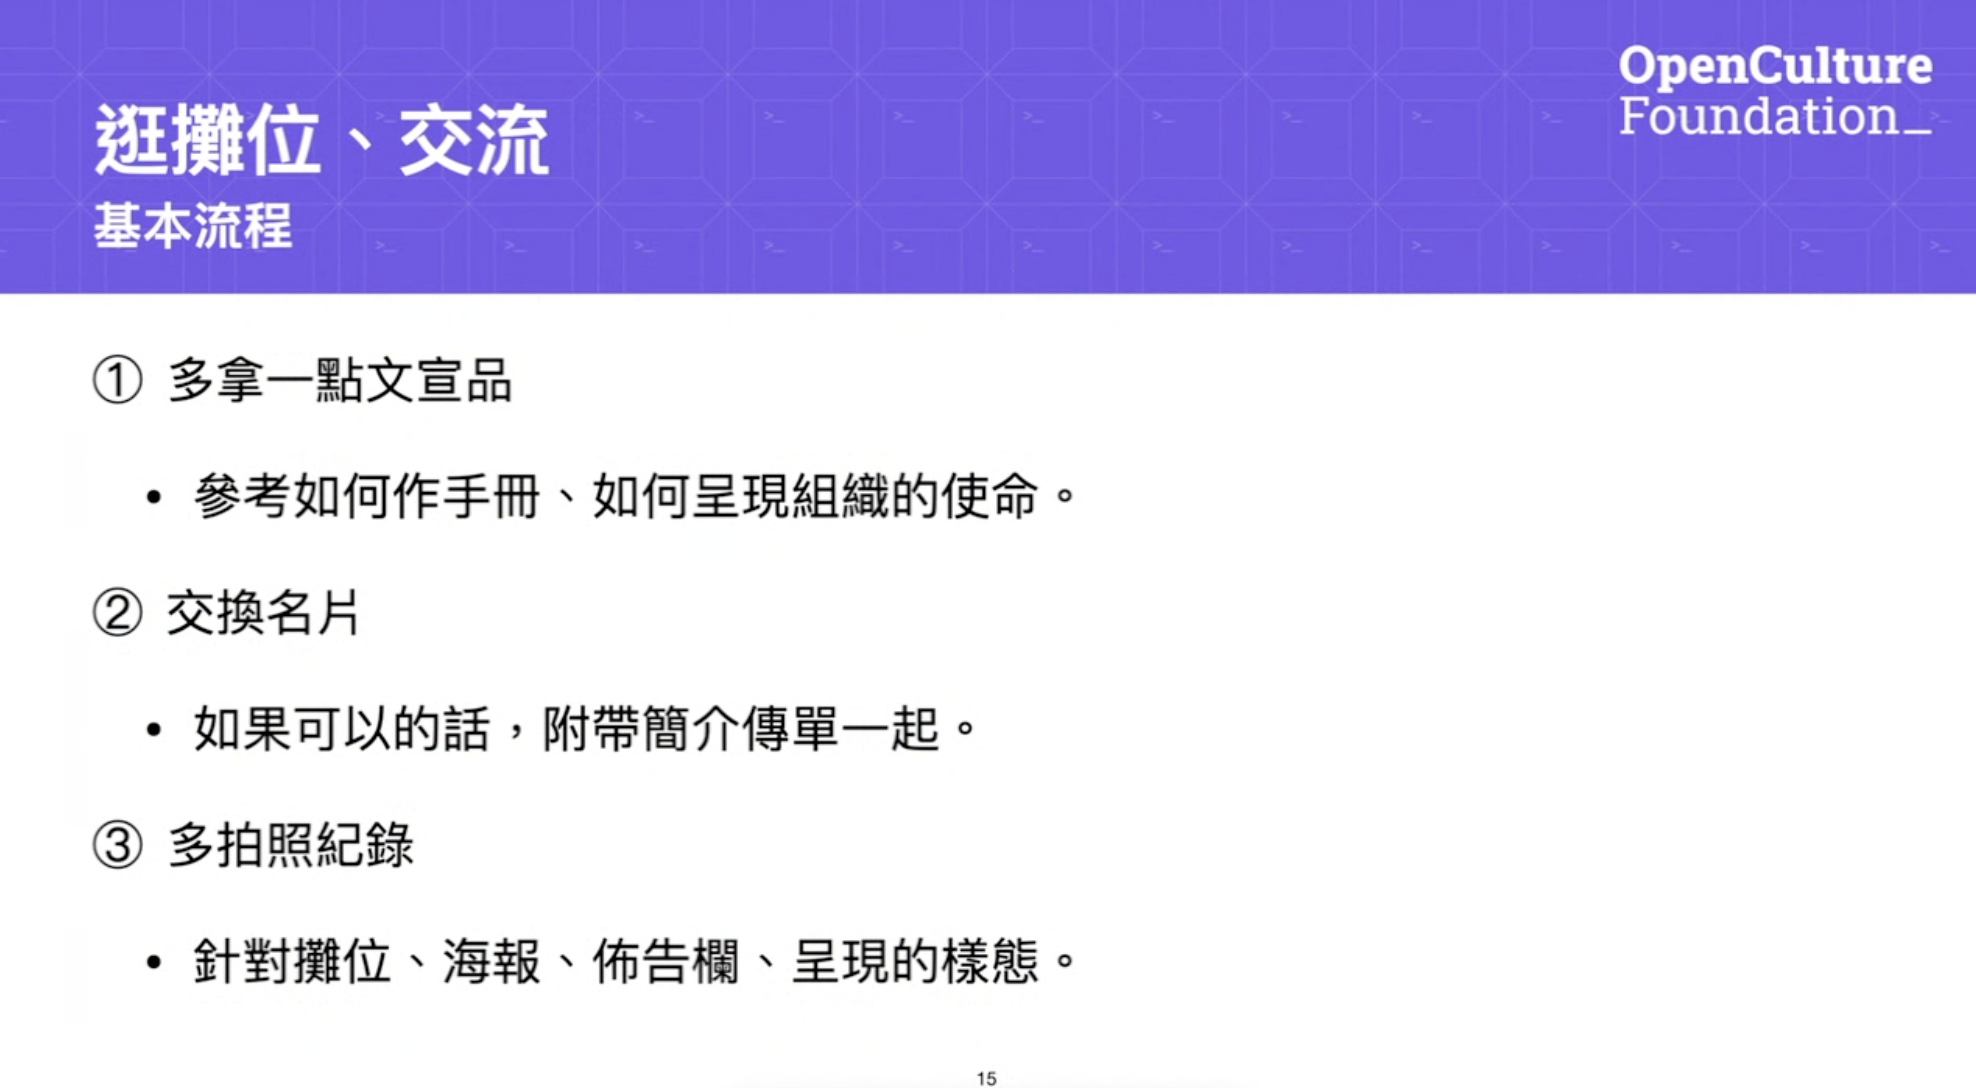 OpenCulture
Foundation_
逛攤位、交流
基本流程
① 多拿一點文宣品
• 參考如何作手冊、如何呈現組織的使命。
② 交換名片
• 如果可以的話，附帶簡介傳單一起。
③ 多拍照紀錄
• 針對攤位、海報、佈告欄、呈現的樣態。
15